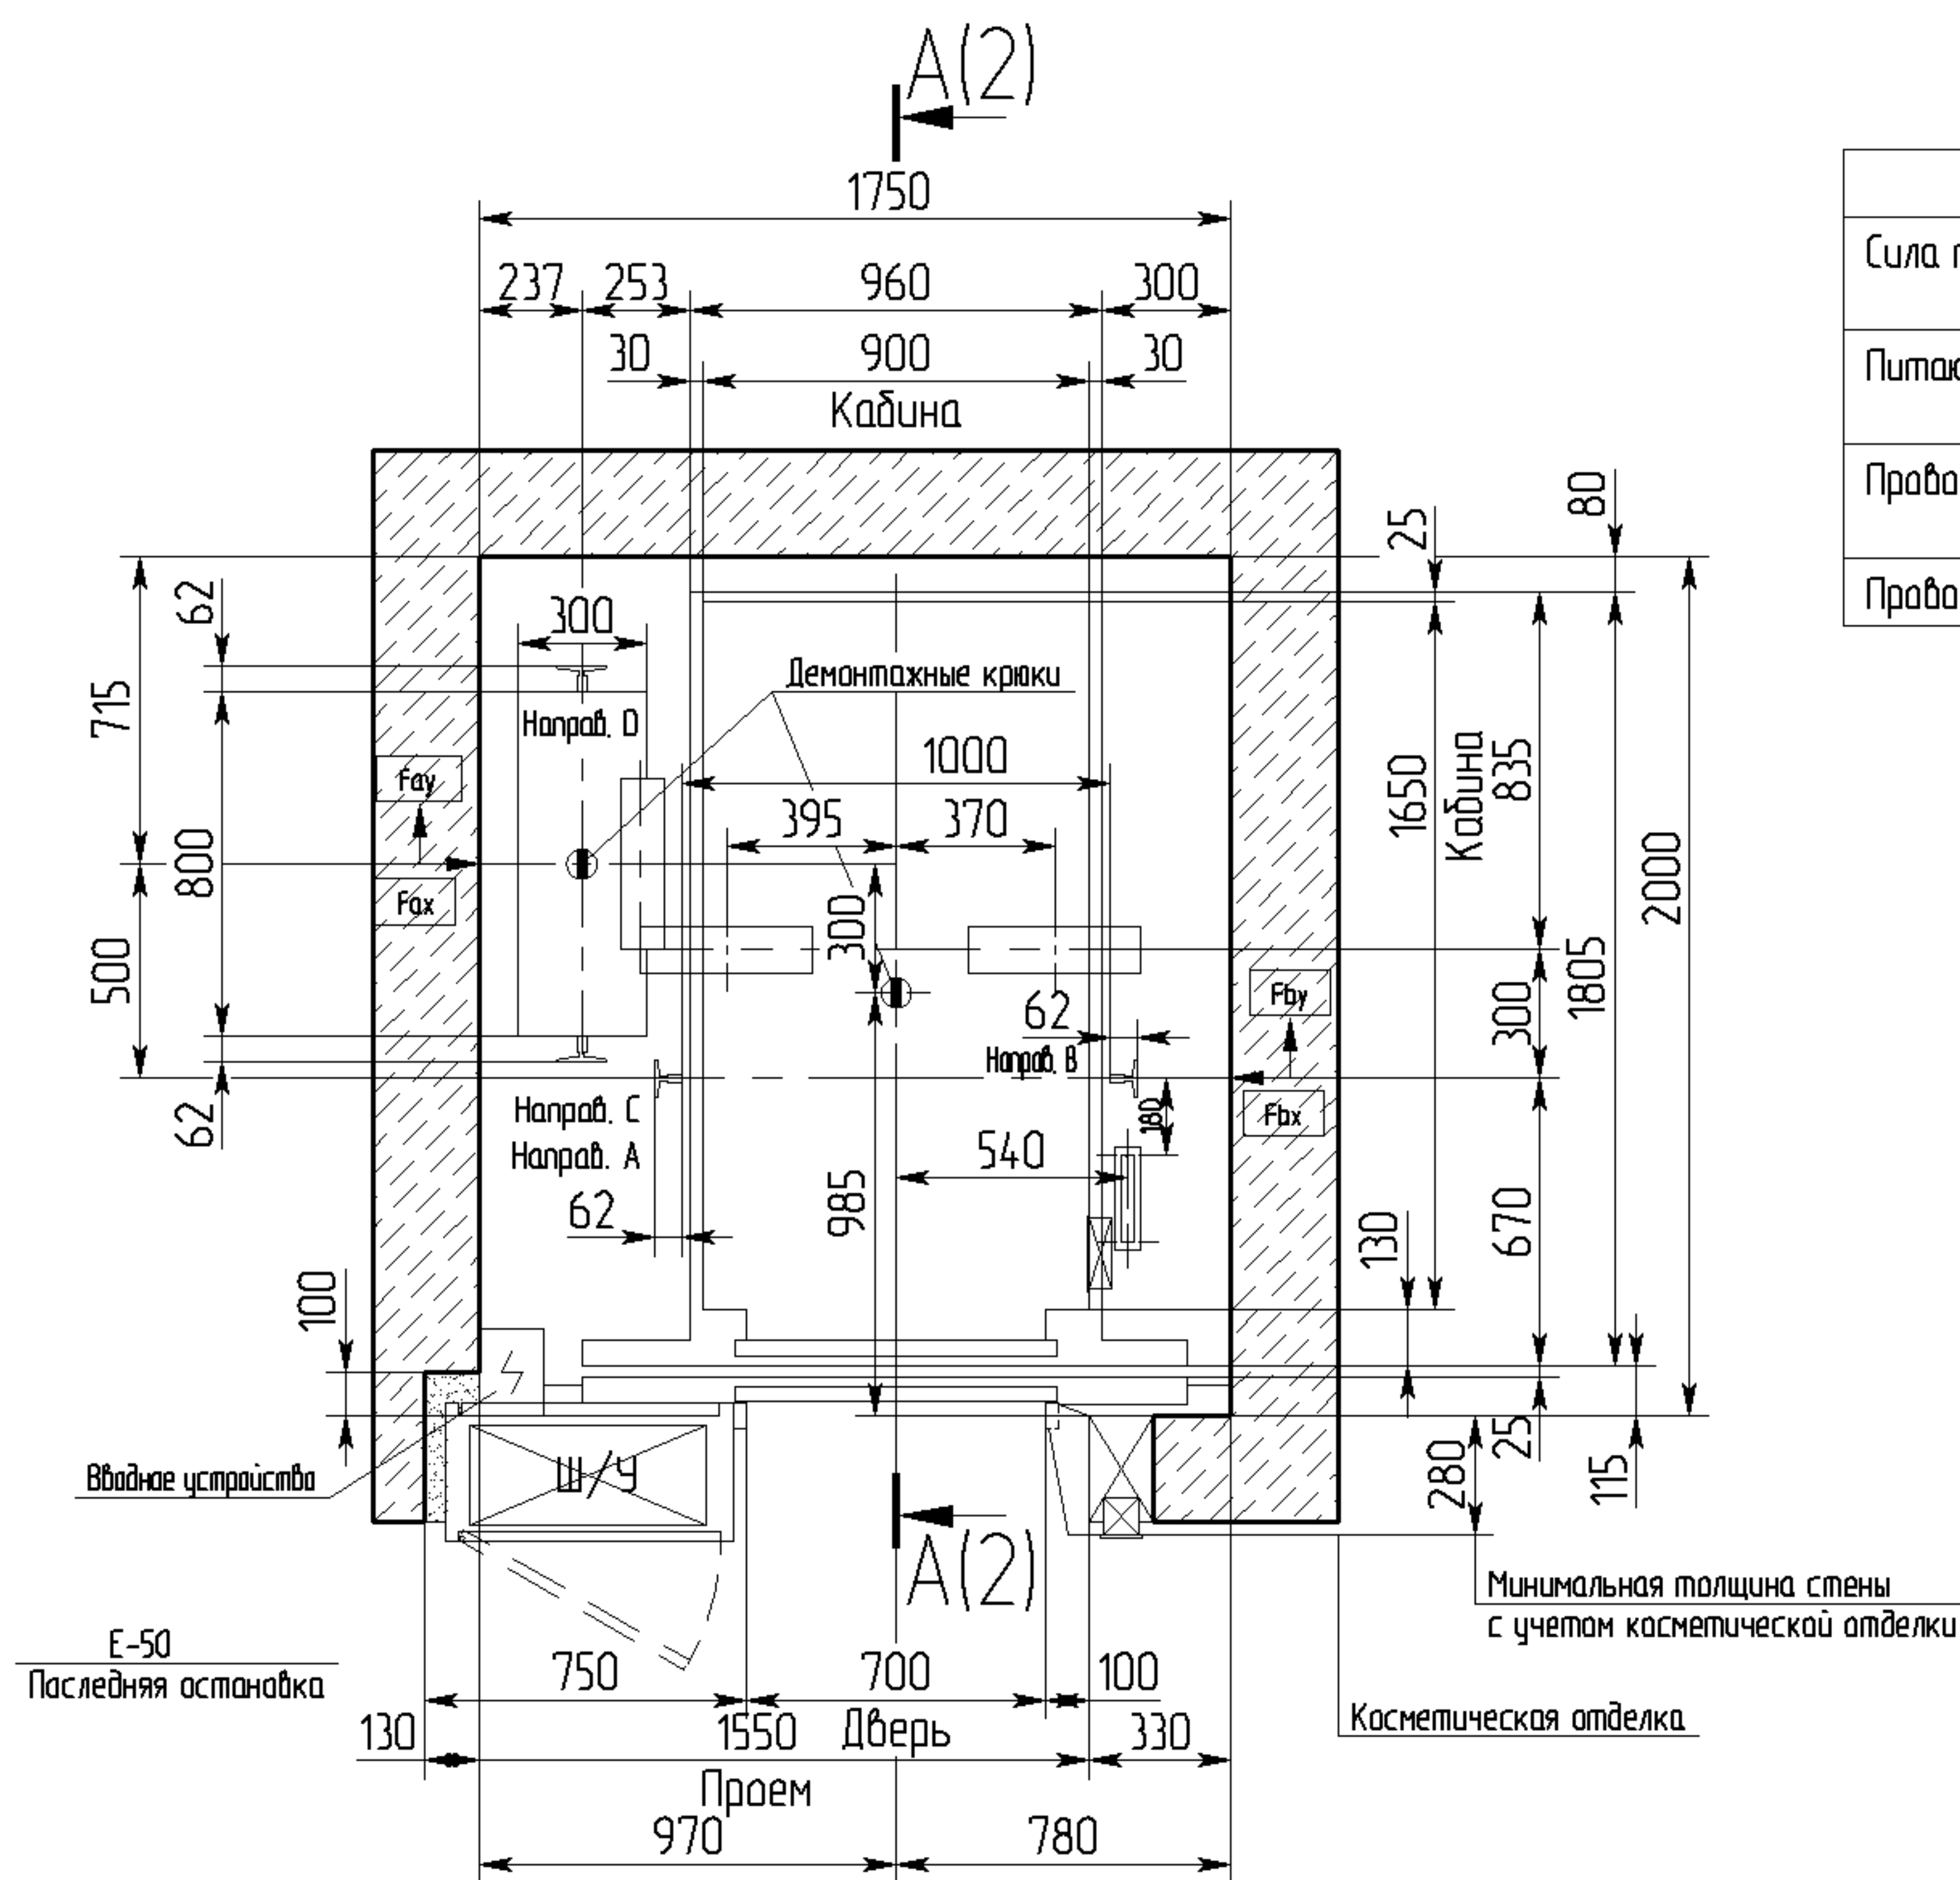 А(2)
1750
237 253 960 300
30 900 30
Кабина
Сила
Питаю
Право
Право
80
25
62
300
715
Демонтажные крюки
Направ. D
1000
Fay
395 370
1650
Кабина
835
800
2000
Fax
300
500
1805
62
Направ. В
Fby
300
62
Направ. С
Направ. А
180
Fbx
540
62
985
130
670
100
Вводное устройство
Ш/У
280
25
115
А(2)
Минимальная толщина стены
с учетом косметической отделки
Е-50
Последняя остановка
750 700 100
Косметическая отделка
130 1550 Дверь 330
Проем
970 780